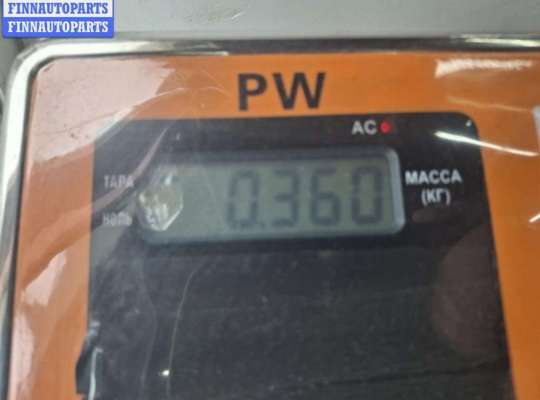 FINNAUTOPARTS
FINNAUTOPARTS
PW
AC
ТАРА
НОЛЬ
0.360
МАССА
(КГ)